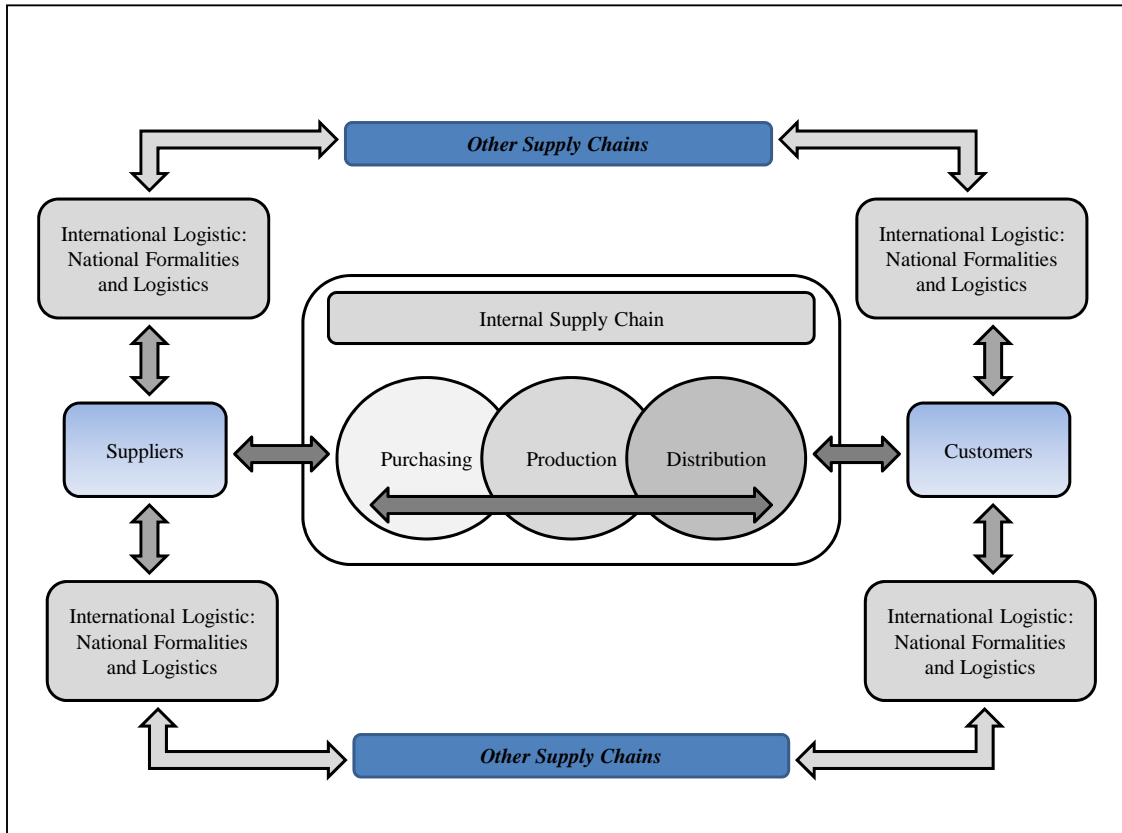 Other Supply Chains
International Logistic:
National Formalities
and Logistics
International Logistic:
National Formalities
and Logistics
Internal Supply Chain
Suppliers
Purchasing
Production
Distribution
Customers
International Logistic:
National Formalities
and Logistics
International Logistic:
National Formalities
and Logistics
Other Supply Chains